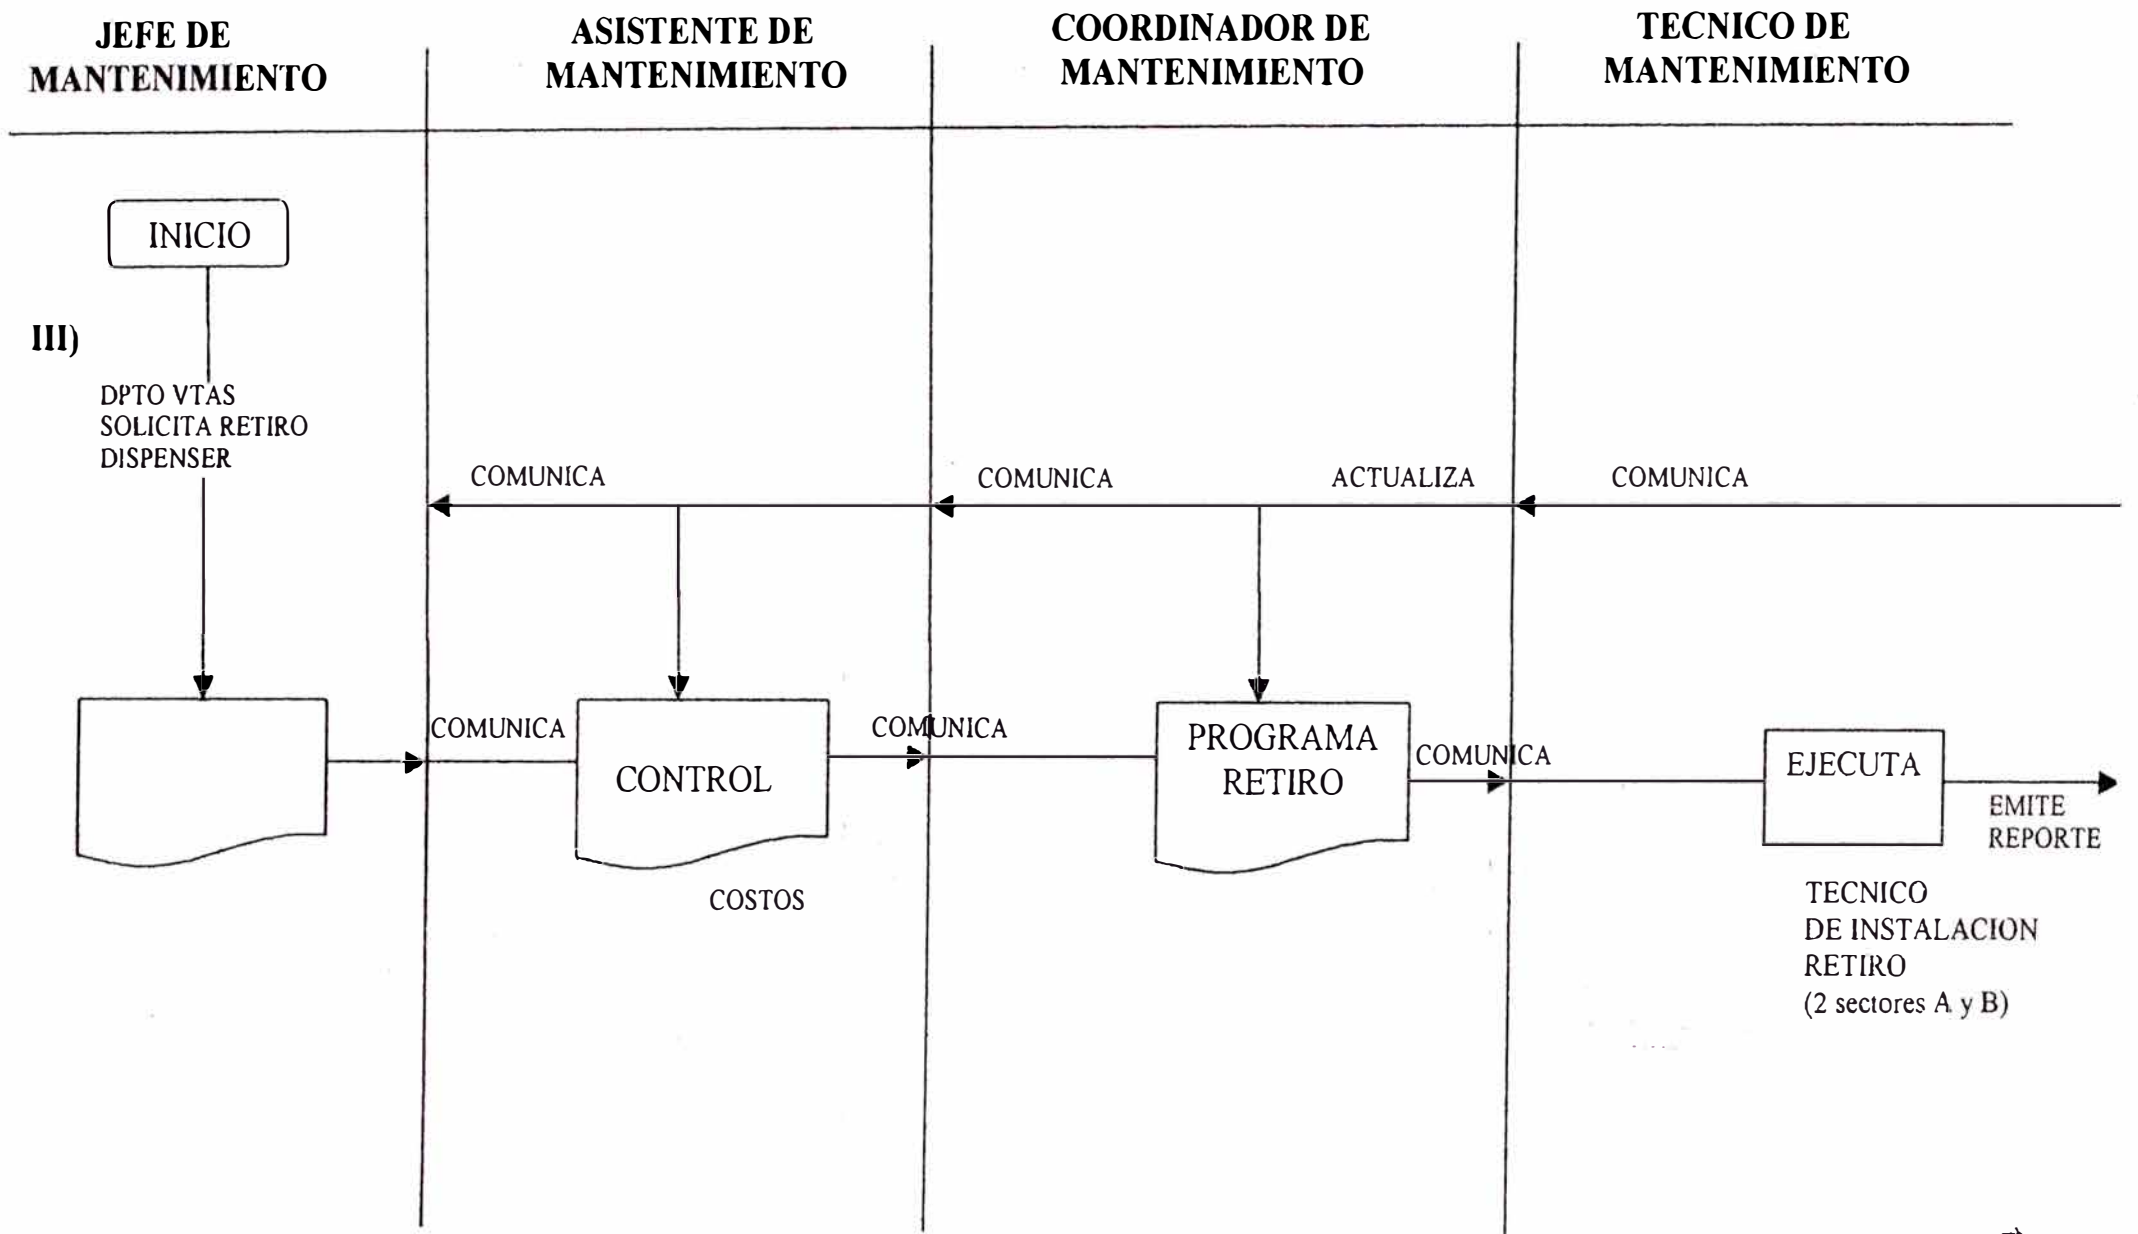 JEFE DE
MANTENIMIENTO
ASISTENTE DE
MANTENIMIENTO
COORDINADOR DE
MANTENIMIENTO
TECNICO DE
MANTENIMIENTO
INICIO
III)
DPTO VTAS
SOLICITA RETIRO
DISPENSER
COMUNICA
COMUNICA
ACTUALIZA
COMUNICA
COMUNICA
CONTROL
COSTOS
COMUNICA
PROGRAMA
RETIRO
COMUNICA
EJECUTA
EMITE
REPORTE
TECNICO
DE INSTALACION
RETIRO
(2 sectores A y B)